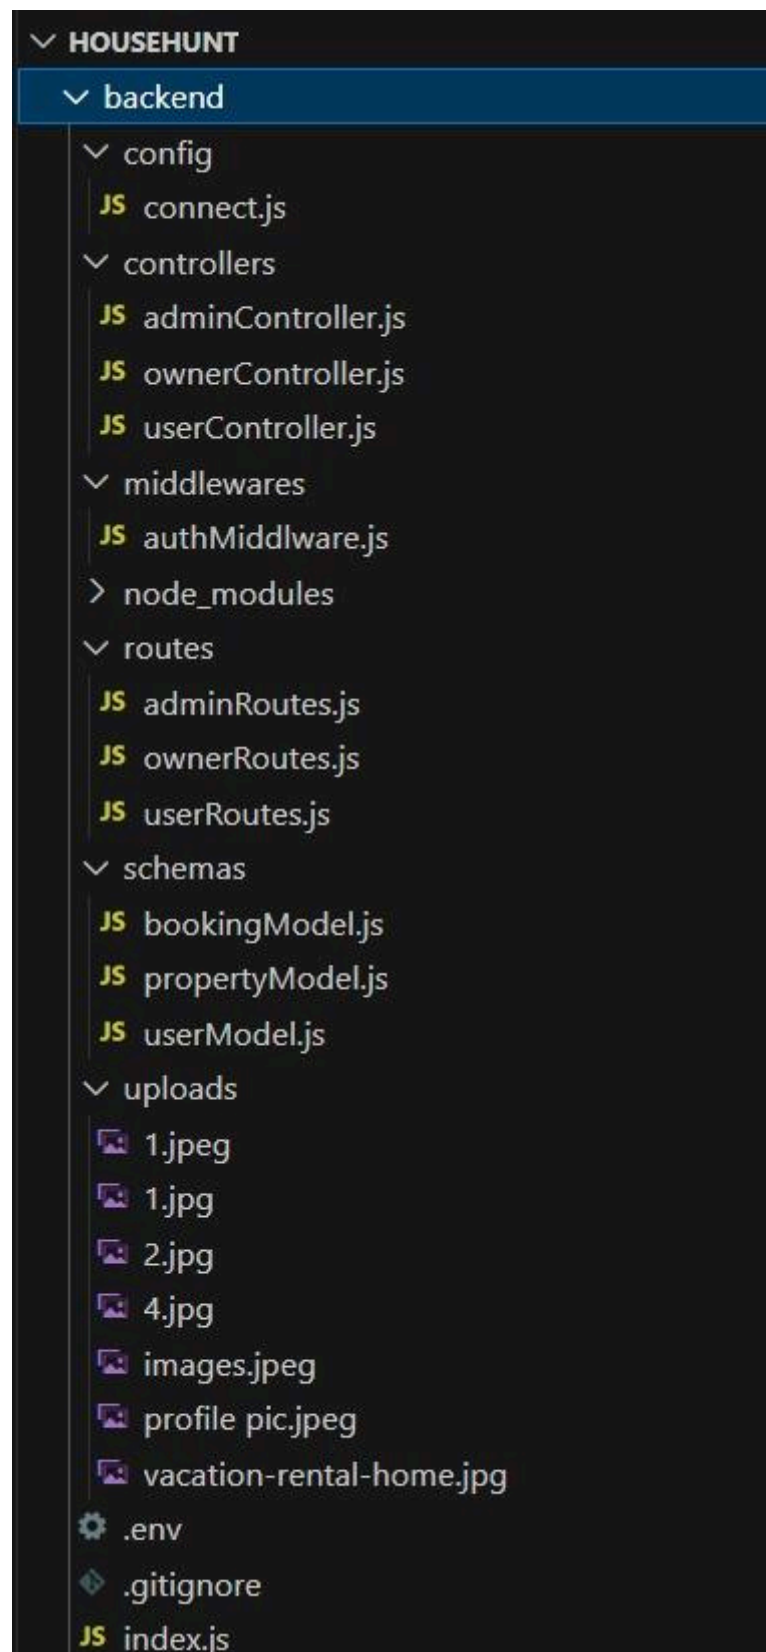 HOUSEHUNT
backend
config
JS connect.js
controllers
JS adminController.js
JS ownerController.js
JS userController.js
middlewares
JS authMiddlware.js
node_modules
routes
JS adminRoutes.js
JS ownerRoutes.js
JS userRoutes.js
schemas
JS bookingModel.js
JS propertyModel.js
JS userModel.js
uploads
1.jpeg
1.jpg
2.jpg
4.jpg
images.jpeg
profile pic.jpeg
vacation-rental-home.jpg
.env
.gitignore
JS index.js